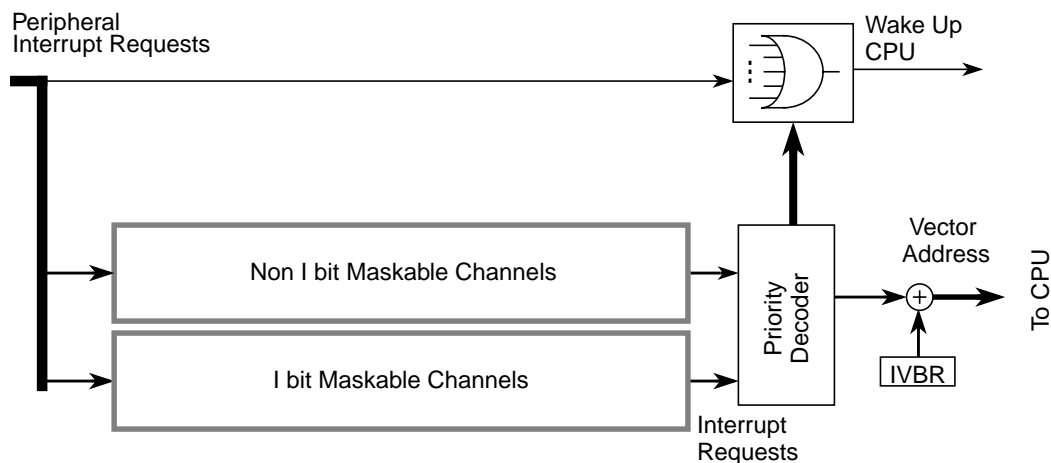 Peripheral
Interrupt Requests
Wake Up
CPU
Non I bit Maskable Channels
I bit Maskable Channels
Priority
Decoder
Interrupt
Requests
Vector
Address
+
IVBR
To CPU